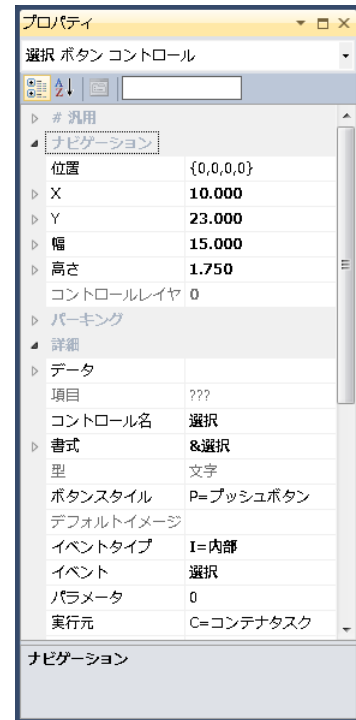 プロパティ
選択 ボタン コントロール
# 汎用
ナビゲーション
位置 {0,0,0,0}
X 10.000
Y 23.000
幅 15.000
高さ 1.750
コントロールレイヤ 0
パーキング
詳細
データ
項目 ???
コントロール名 選択
書式 &選択
型 文字
ボタンスタイル P=プッシュボタン
デフォルトイメージ
イベントタイプ I=内部
イベント 選択
パラメータ 0
実行元 C=コンテナタスク
ナビゲーション